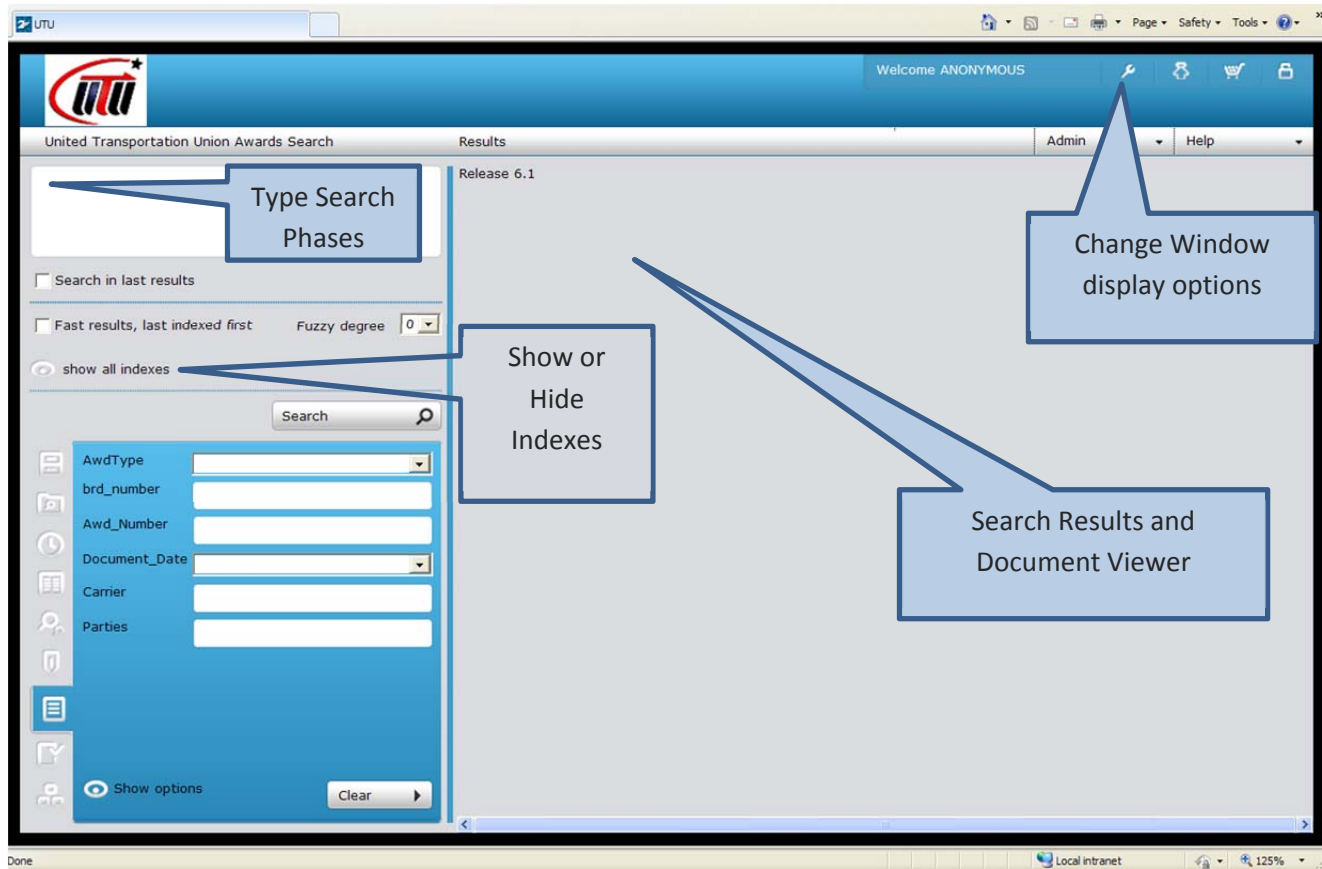 UTU
Page
Safety
Tools
»
UTU
Welcome ANONYMOUS
United Transportation Union Awards Search
Results
Admin
Help
Release 6.1
Type Search
Phases
Change Window
display options
Search in last results
Fast results, last indexed first
Fuzzy degree
0
show all indexes
Show or
Hide
Indexes
Search
AwdType
brd_number
Awd_Number
Document_Date
Carrier
Parties
Search Results and
Document Viewer
Show options
Clear
Done
Local intranet
125%